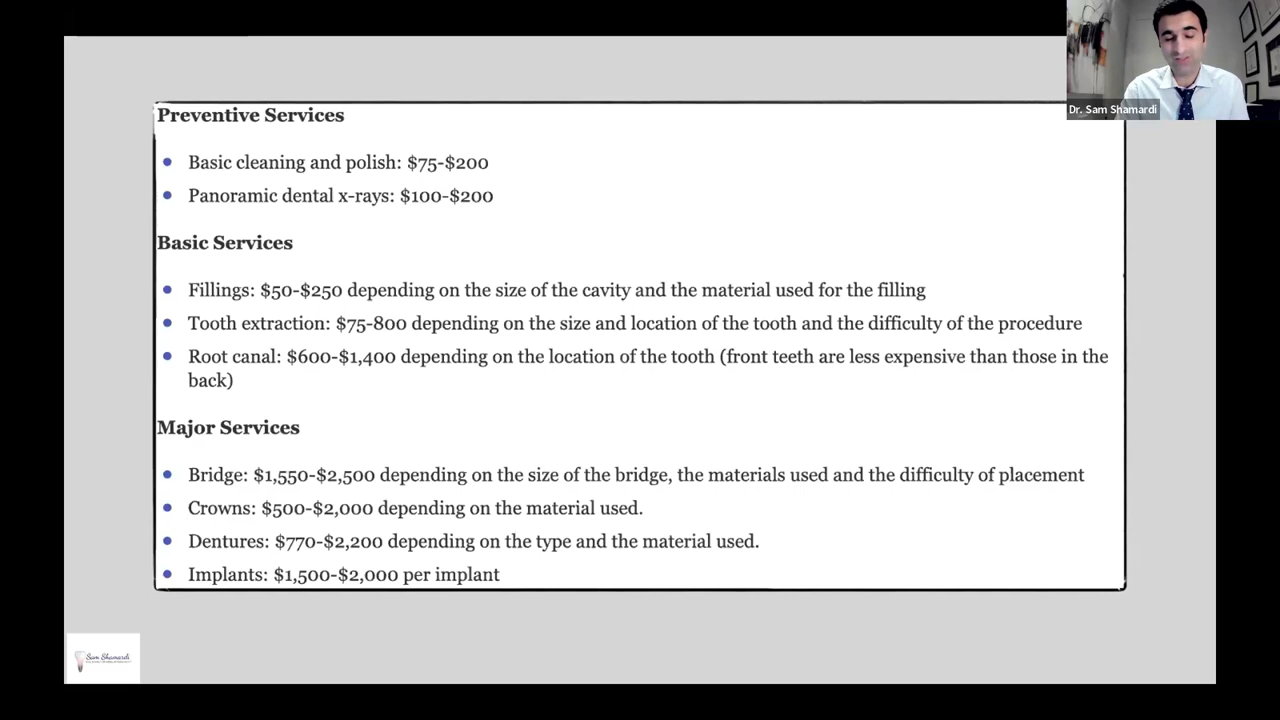 Dr. Sam Shamardi
Preventive Services
Basic cleaning and polish: $75-$200
Panoramic dental x-rays: $100-$200
Basic Services
Fillings: $50-$250 depending on the size of the cavity and the material used for the filling
Tooth extraction: $75-800 depending on the size and location of the tooth and the difficulty of the procedure
Root canal: $600-$1,400 depending on the location of the tooth (front teeth are less expensive than those in the
back)
Major Services
Bridge: $1,550-$2,500 depending on the size of the bridge, the materials used and the difficulty of placement
Crowns: $500-$2,000 depending on the material used.
Dentures: $770-$2,200 depending on the type and the material used.
Implants: $1,500-$2,000 per implant
Sam Shamardi